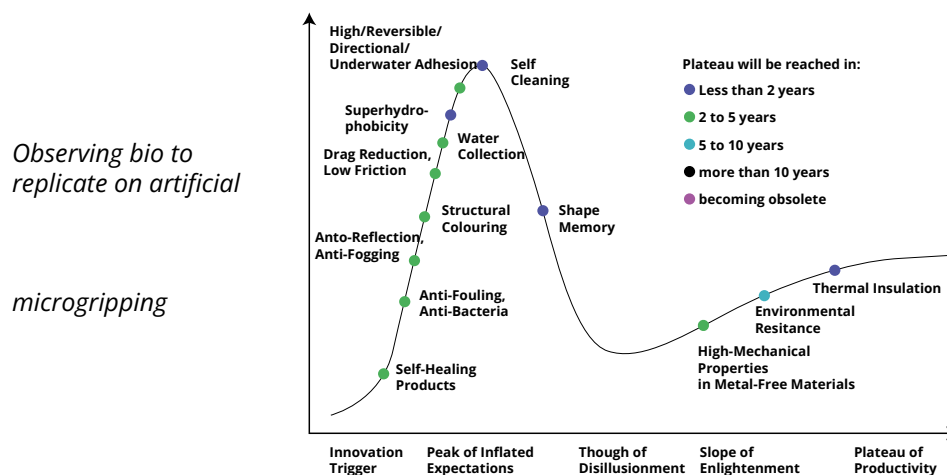 Observing bio to
replicate on artificial
microgripping
High/Reversible/
Directional/
Underwater Adhesion
Self
Cleaning
Superhydro-
phobicity
Water
Collection
Drag Reduction,
Low Friction
Structural
Colouring
Shape
Memory
Anto-Reflection,
Anti-Fogging
Anti-Fouling,
Anti-Bacteria
Self-Healing
Products
Plateau will be reached in:
Less than 2 years
2 to 5 years
5 to 10 years
more than 10 years
becoming obsolete
Thermal Insulation
Environmental
Resitance
High-Mechanical
Properties
in Metal-Free Materials
Innovation
Trigger
Peak of Inflated
Expectations
Though of
Disillusionment
Slope of
Enlightenment
Plateau of
Productivity